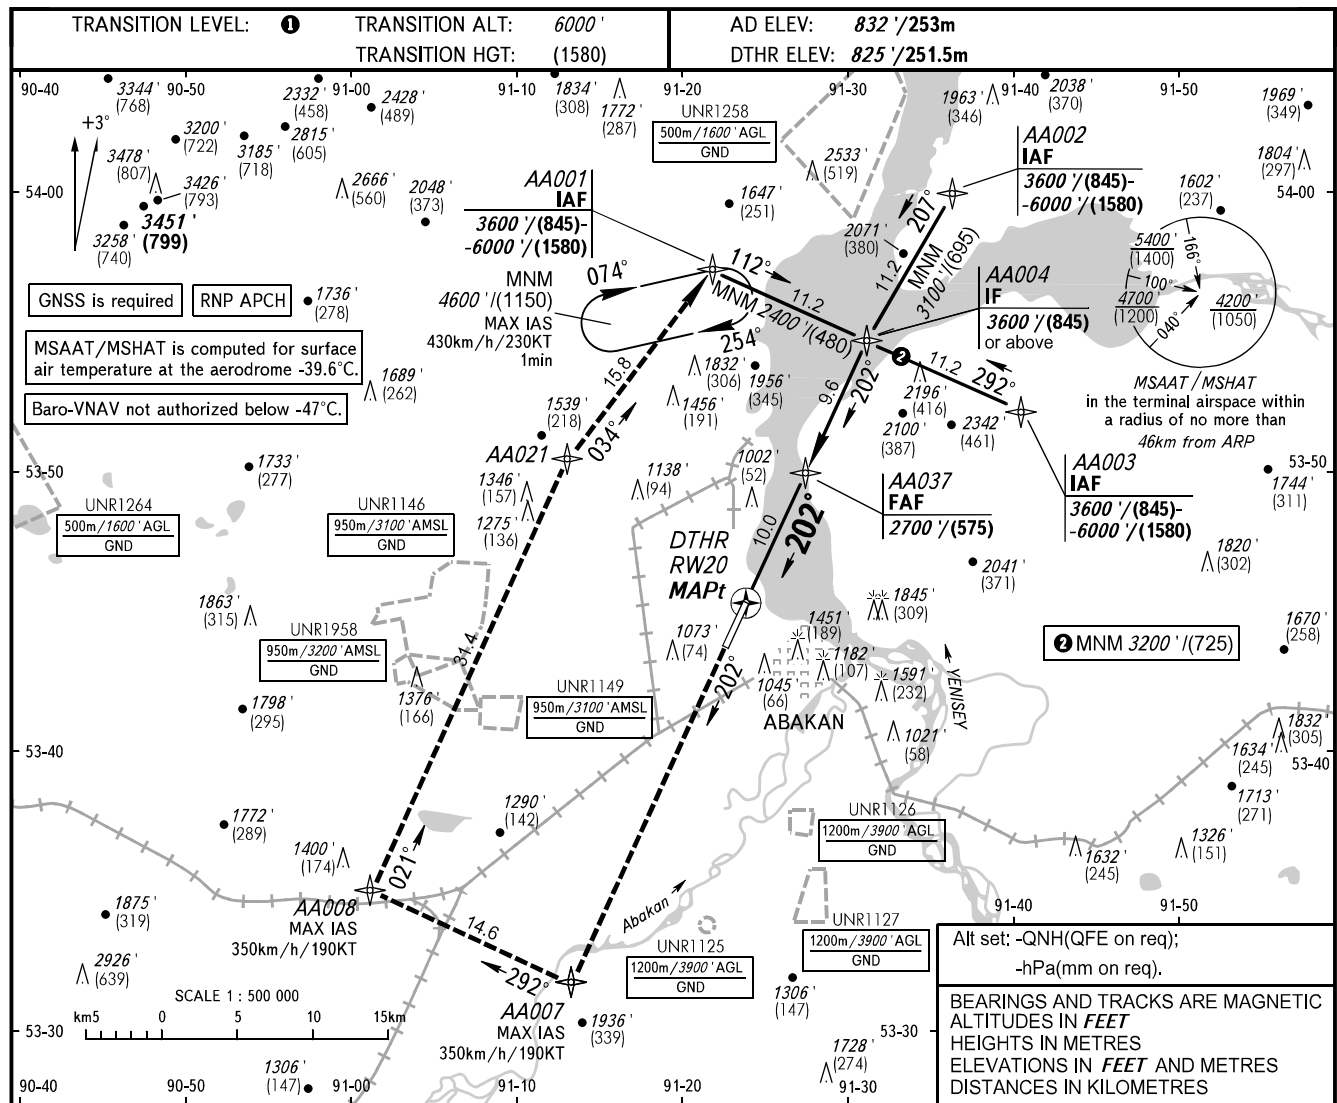 TRANSITION LEVEL: ❶ TRANSITION ALT: 6000 '
TRANSITION HGT: (1580)
AD ELEV: 832 '/253m
DTHR ELEV: 825 '/251.5m
90-40 90-50 91-00 91-10 91-20 91-30 91-40 91-50
+3°
3344 '
(768)
2332 '
(458)
2428 '
(489)
1834 '
(308)
1772 '
(287)
UNR1258
500m/1600 ' AGL
GND
1963 '
(346)
2038 '
(370)
1969 '
(349)
3200 '
(722)
3185 '
(718)
2815 '
(605)
3478 '
(807)
3426 '
(793)
3451 '
(799)
3258 '
(740)
2666 '
(560)
2048 '
(373)
2533 '
(519)
1647 '
(251)
2071 '
(380)
1804 '
(297)
54-00
54-00
1602 '
(237)
AA001
IAF
3600 '/(845)-
-6000 '/(1580)
AA002
IAF
3600 '/(845)-
-6000 '/(1580)
207°
11.2
MNM
3100 '/(695)
AA004
IF
3600 '/(845)
or above
5400 '
(1400)
166°
100°
4700 '
(1200)
4200 '
(1050)
040°
MSAAT / MSHAT
in the terminal airspace within
a radius of no more than
46km from ARP
GNSS is required
RNP APCH
1736 '
(278)
MSAAT/MSHAT is computed for surface
air temperature at the aerodrome -39.6°C.
Baro-VNAV not authorized below -47°C.
MNM
4600 '/(1150)
MAX IAS
430km/h/230KT
1min
074°
254°
112°
11.2
MNM 2400 '/(480)
❷
11.2
292°
15.8
034°
9.6
202°
1689 '
(262)
1832 '
(306)
1956 '
(345)
1456 '
(191)
1539 '
(218)
2196 '
(416)
2100 '
(387)
2342 '
(461)
AA021
1346 '
(157)
1275 '
(136)
1138 '
(94)
1002 '
(52)
AA037
FAF
2700 '/(575)
AA003
IAF
3600 '/(845)-
-6000 '/(1580)
53-50
53-50
1744 '
(311)
1733 '
(277)
UNR1264
500m/1600 ' AGL
GND
UNR1146
950m/3100 ' AMSL
GND
10.0
202°
DTHR
RW20
MAPt
2041 '
(371)
1820 '
(302)
1863 '
(315)
1845 '
(309)
1451 '
(189)
1670 '
(258)
UNR1958
950m/3200 ' AMSL
GND
31.4
1073 '
(74)
1182 '
(107)
❷ MNM 3200 '/(725)
1591 '
(232)
1045 '
(66)
202°
YENISEY
UNR1149
950m/3100 ' AMSL
GND
1376 '
(166)
1798 '
(295)
ABAKAN
1021 '
(58)
1832 '
(305)
1634 '
(245)
53-40
53-40
1713 '
(271)
1772 '
(289)
1290 '
(142)
UNR1126
1200m/3900 ' AGL
GND
1400 '
(174)
1632 '
(245)
1326 '
(151)
021°
AA008
MAX IAS
350km/h/190KT
14.6
292°
Abakan
1875 '
(319)
UNR1127
1200m/3900 ' AGL
GND
91-40 91-50
2926 '
(639)
UNR1125
1200m/3900 ' AGL
GND
1306 '
(147)
SCALE 1 : 500 000
km5 0 5 10 15km
AA007
MAX IAS
350km/h/190KT
1936 '
(339)
53-30
53-30
1306 '
(147)
1728 '
(274)
90-40 90-50 91-00 91-10 91-20 91-30
Alt set: -QNH(QFE on req);
-hPa(mm on req).
BEARINGS AND TRACKS ARE MAGNETIC
ALTITUDES IN FEET
HEIGHTS IN METRES
ELEVATIONS IN FEET AND METRES
DISTANCES IN KILOMETRES